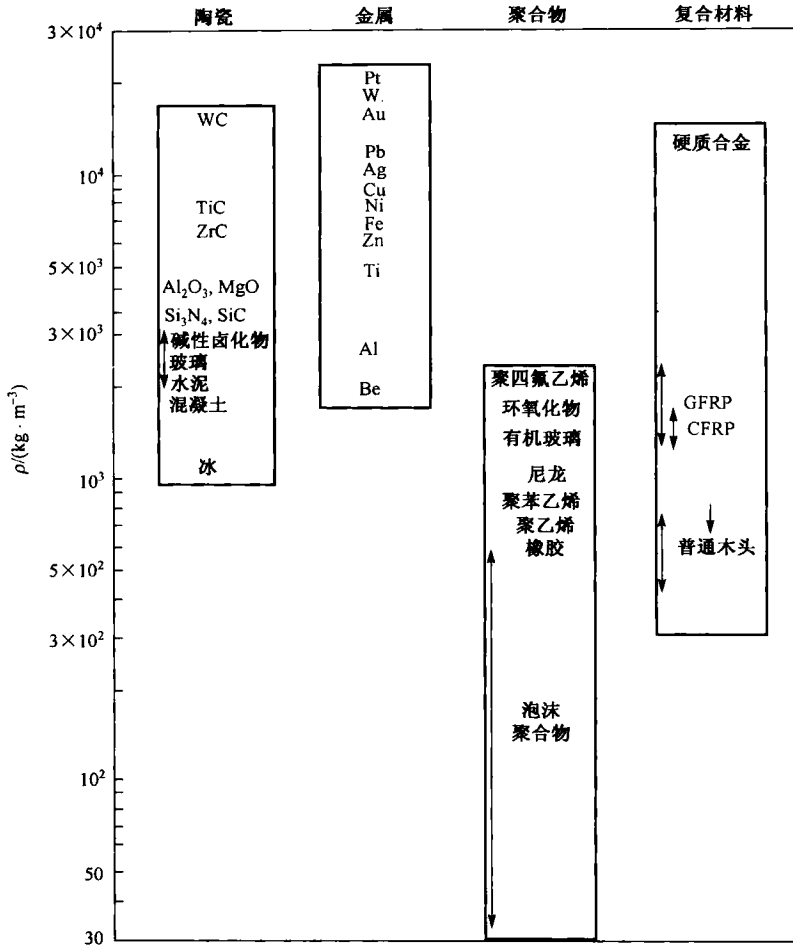 陶瓷 金属 聚合物 复合材料
3×10⁴
10⁴
5×10³
3×10³
10³
5×10²
3×10²
10²
50
30
ρ/(kg·m⁻³)
WC
TiC
ZrC
Al₂O₃, MgO
Si₃N₄, SiC
碱性卤化物
玻璃
水泥
混凝土
冰
Pt
W.
Au
Pb
Ag
Cu
Ni
Fe
Zn
Ti
Al
Be
聚四氟乙烯
环氧化物
有机玻璃
尼龙
聚苯乙烯
聚乙烯
橡胶
泡沫
聚合物
硬质合金
GFRP
CFRP
普通木头